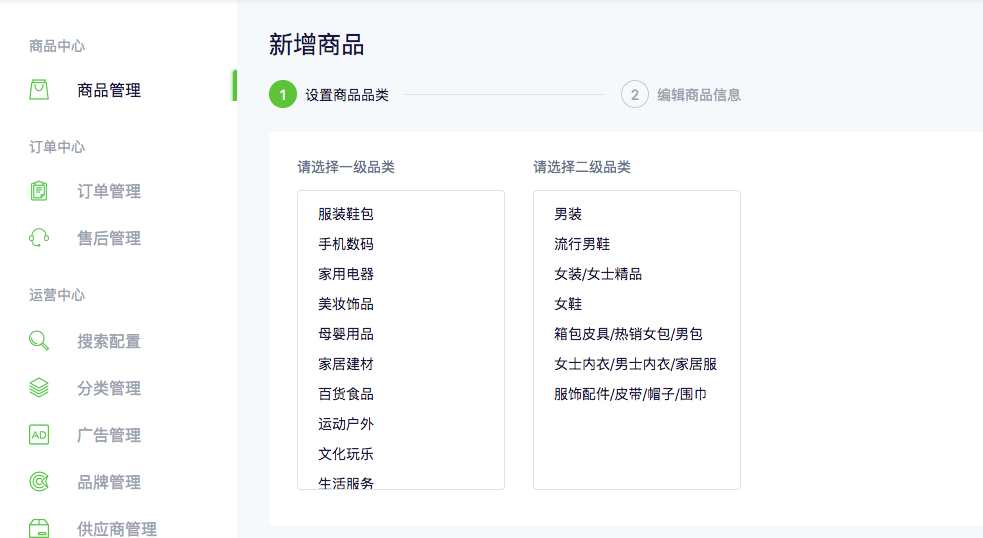 商品中心
商品管理
订单中心
订单管理
售后管理
运营中心
搜索配置
分类管理
AD
广告管理
品牌管理
供应商管理
新增商品
1 设置商品品类
2 编辑商品信息
请选择一级品类
服装鞋包
手机数码
家用电器
美妆饰品
母婴用品
家居建材
百货食品
运动户外
文化玩乐
生活服务
请选择二级品类
男装
流行男鞋
女装/女士精品
女鞋
箱包皮具/热销女包/男包
女士内衣/男士内衣/家居服
服饰配件/皮带/帽子/围巾